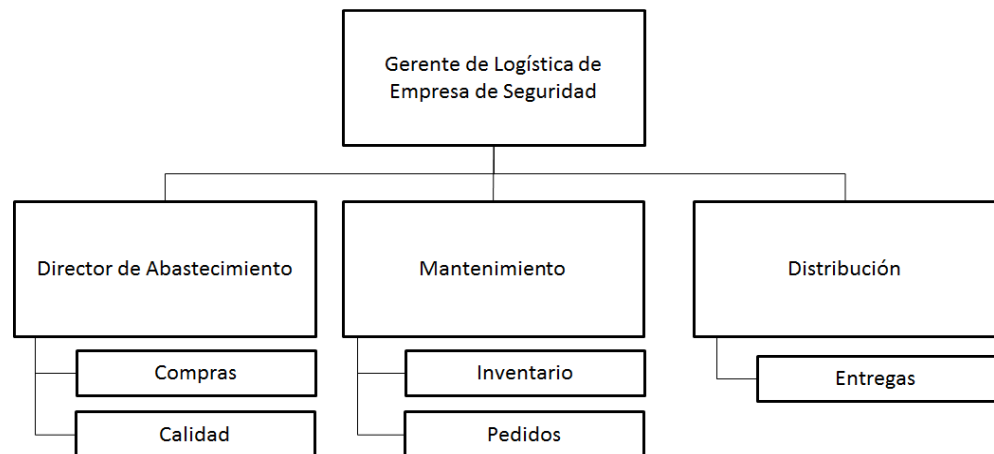 Gerente de Logística de
Empresa de Seguridad
Director de Abastecimiento
Mantenimiento
Distribución
Compras
Inventario
Entregas
Calidad
Pedidos